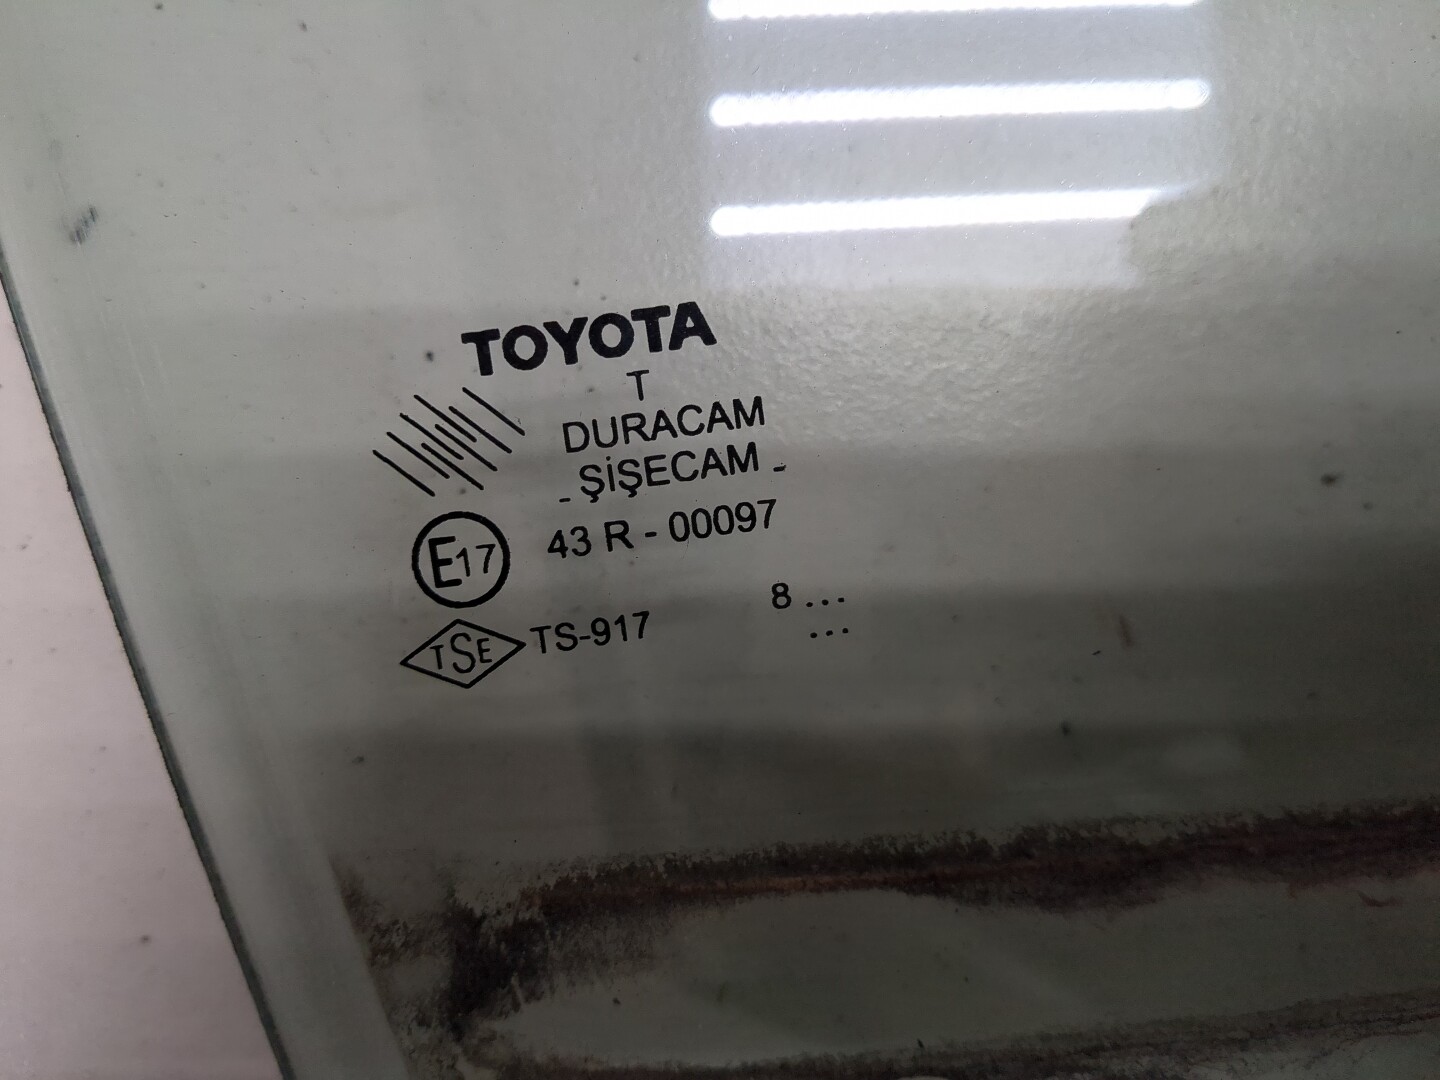 TOYOTA
T
DURACAM
- ŞİŞECAM -
E17 43 R - 00097
TSE TS-917 8 ...
...